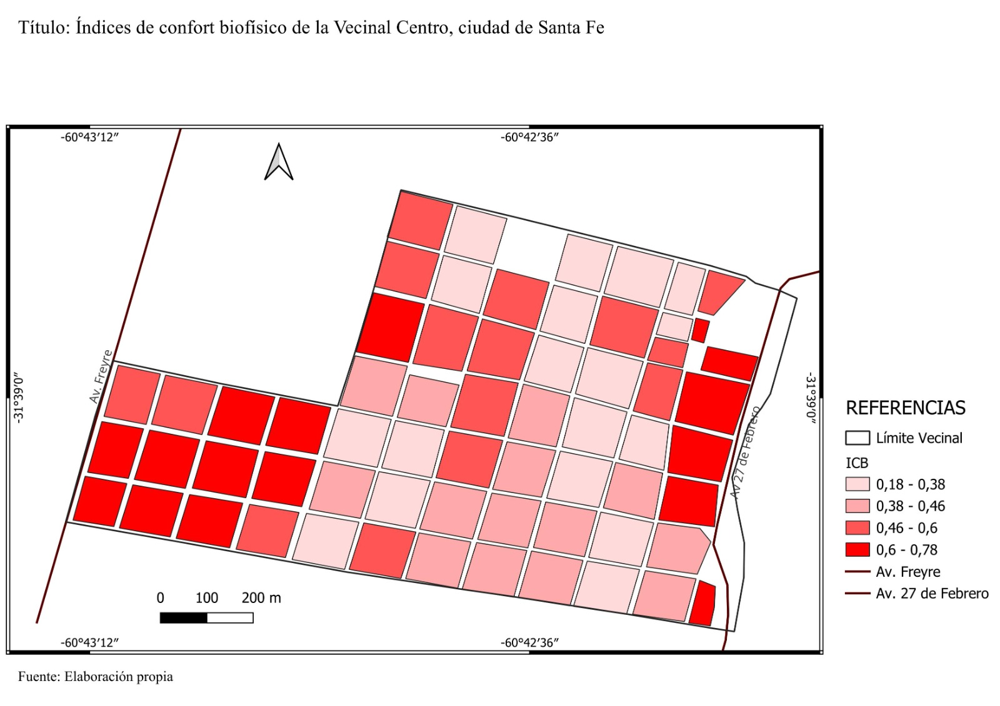 Título: Índices de confort biofísico de la Vecinal Centro, ciudad de Santa Fe
-60°43′12″
-60°42′36″
Av. Freyre
-31°39′0″
-31°39′0″
Av 27 de Febrero
REFERENCIAS
Límite Vecinal
ICB
0,18 - 0,38
0,38 - 0,46
0,46 - 0,6
0,6 - 0,78
Av. Freyre
Av. 27 de Febrero
0 100 200 m
-60°43′12″
-60°42′36″
Fuente: Elaboración propia